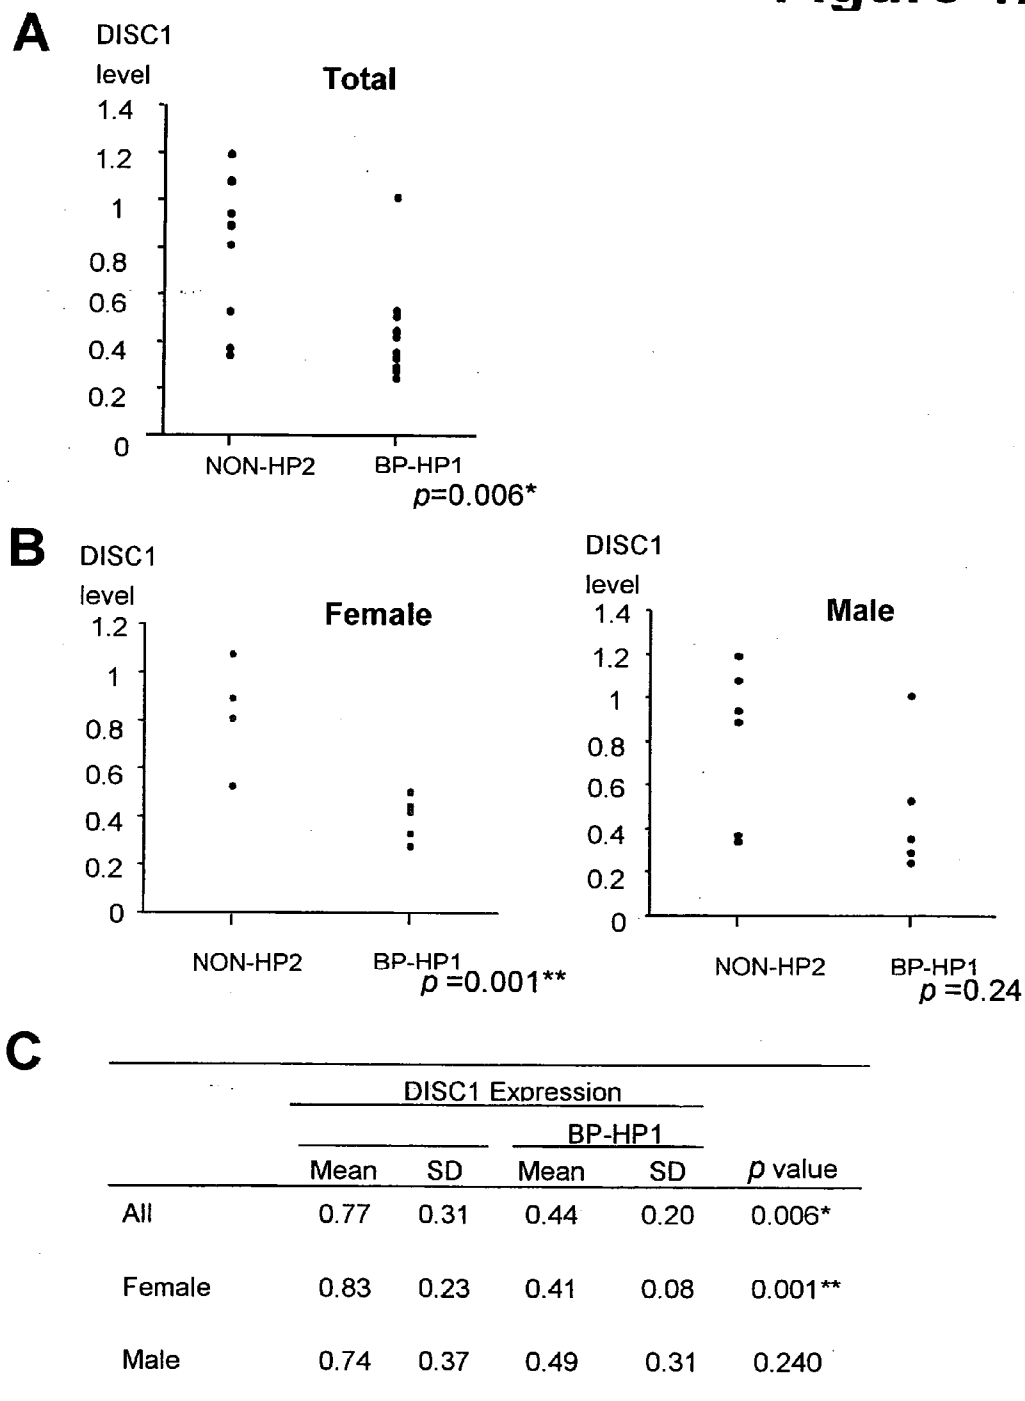 Figure
A
DISC1
level
Total
1.4
1.2
1
0.8
0.6
0.4
0.2
0
NON-HP2 BP-HP1
p=0.006*
B
DISC1
level
Female
1.2
1
0.8
0.6
0.4
0.2
0
NON-HP2 BP-HP1
p =0.001**
DISC1
level
Male
1.4
1.2
1
0.8
0.6
0.4
0.2
0
NON-HP2 BP-HP1
p =0.24
C
DISC1 Expression
BP-HP1
Mean SD Mean SD p value
All 0.77 0.31 0.44 0.20 0.006*
Female 0.83 0.23 0.41 0.08 0.001**
Male 0.74 0.37 0.49 0.31 0.240